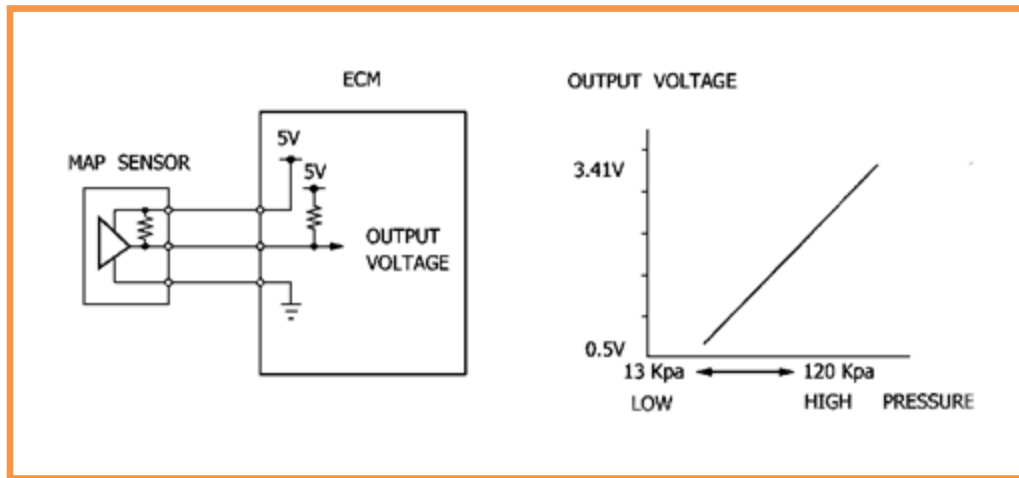 ECM
MAP SENSOR
5V
5V
OUTPUT
VOLTAGE
OUTPUT VOLTAGE
3.41V
0.5V
13 Kpa
120 Kpa
LOW
HIGH PRESSURE